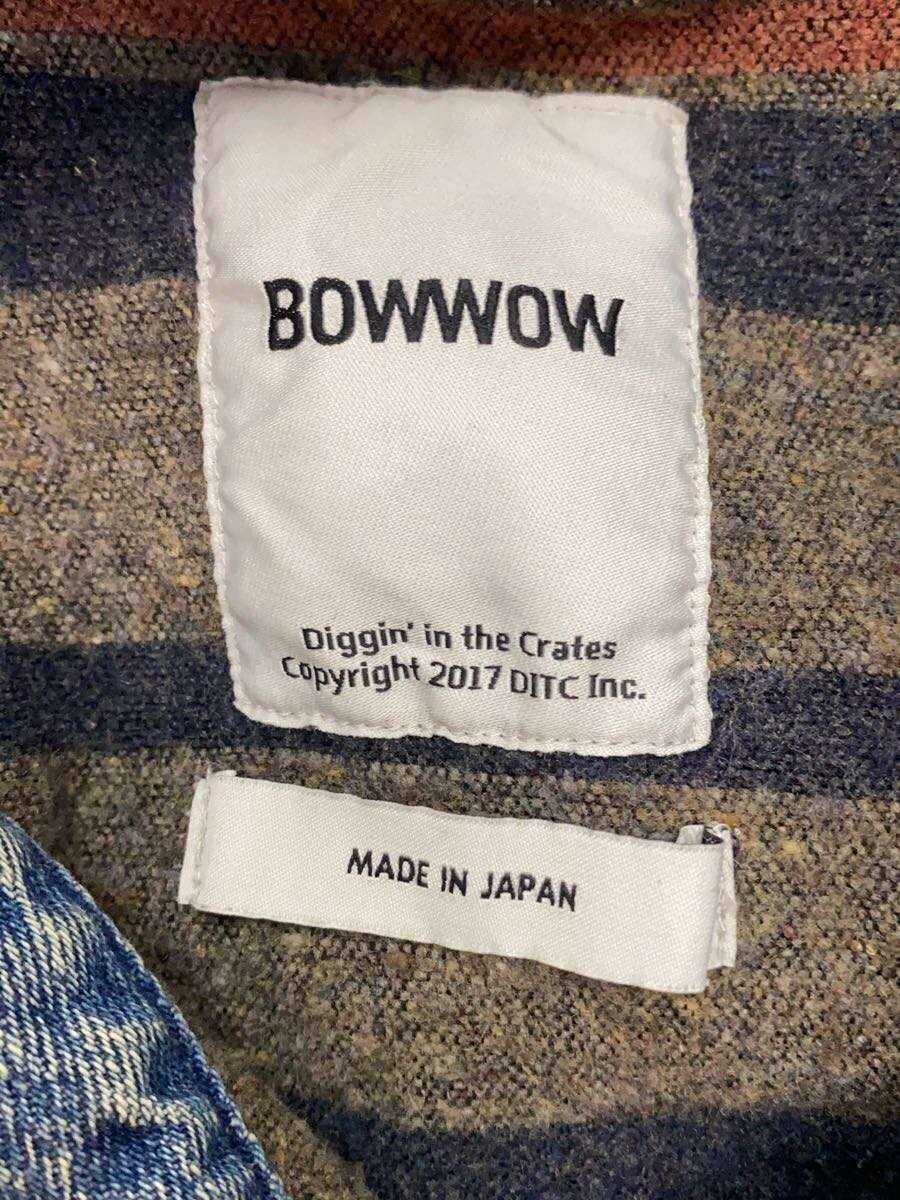 BOWWOW
Diggin' in the Crates
Copyright 2017 DITC Inc.
MADE IN JAPAN